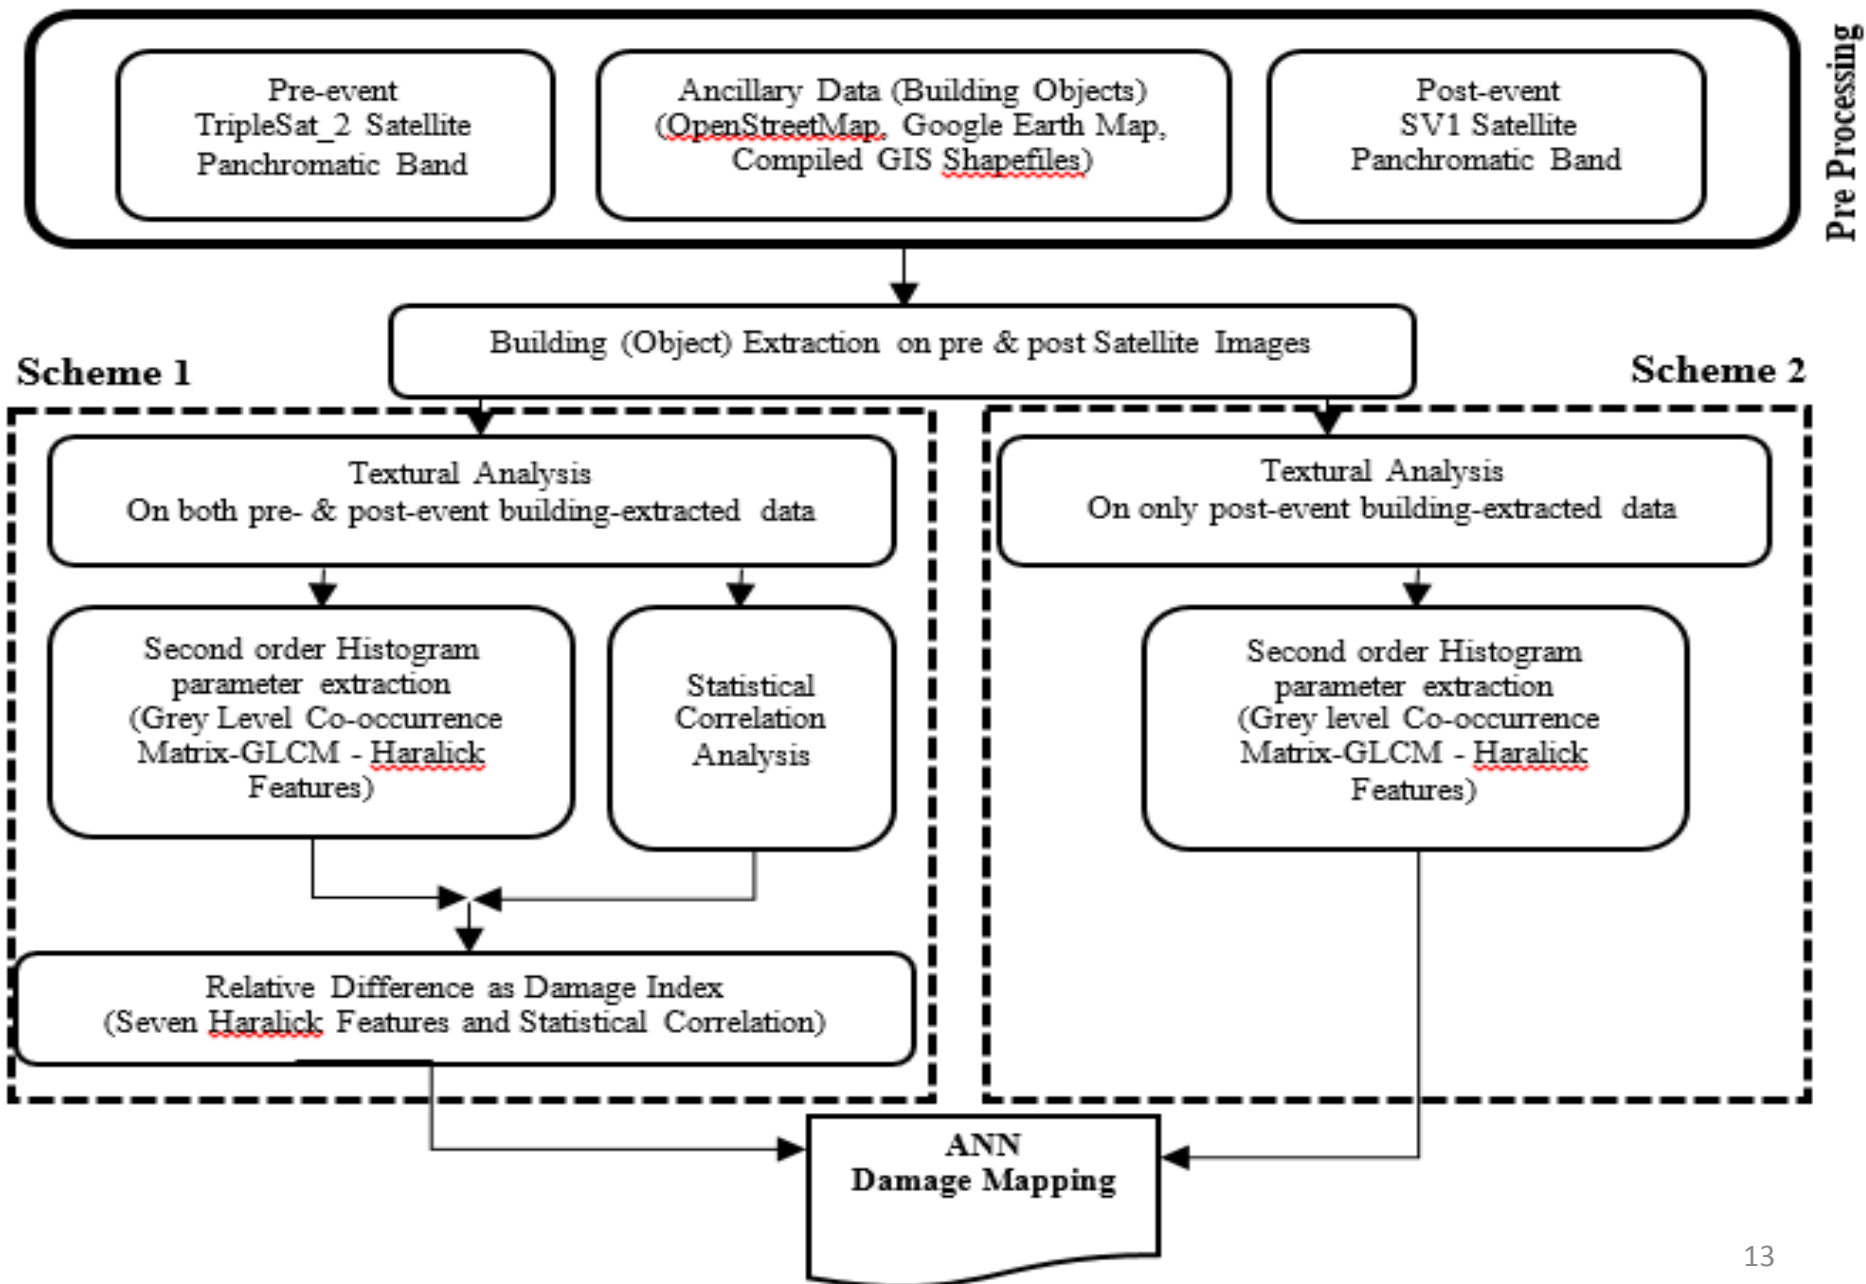 Pre Processing
Pre-event
TripleSat_2 Satellite
Panchromatic Band
Ancillary Data (Building Objects)
(OpenStreetMap, Google Earth Map,
Compiled GIS Shapefiles)
Post-event
SV1 Satellite
Panchromatic Band
Building (Object) Extraction on pre & post Satellite Images
Scheme 1
Scheme 2
Textural Analysis
On both pre- & post-event building-extracted data
Textural Analysis
On only post-event building-extracted data
Second order Histogram
parameter extraction
(Grey Level Co-occurrence
Matrix-GLCM - Haralick
Features)
Statistical
Correlation
Analysis
Second order Histogram
parameter extraction
(Grey level Co-occurrence
Matrix-GLCM - Haralick
Features)
Relative Difference as Damage Index
(Seven Haralick Features and Statistical Correlation)
ANN
Damage Mapping
13